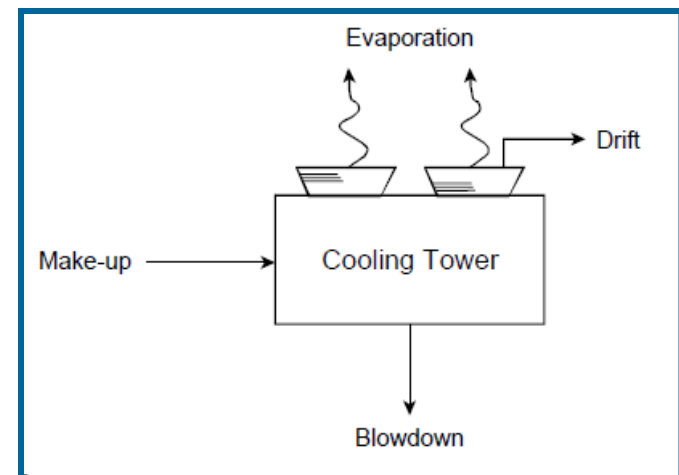 Evaporation
Drift
Make-up
Cooling Tower
Blowdown